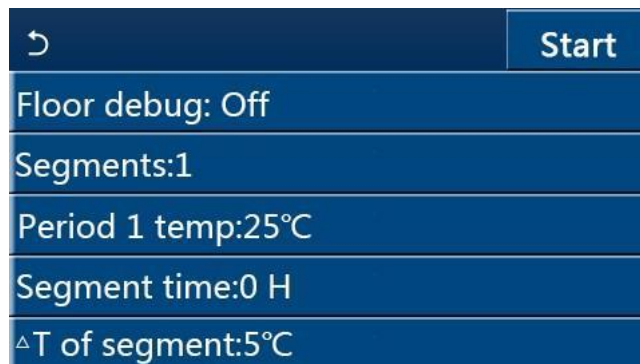 Start
Floor debug: Off
Segments:1
Period 1 temp:25℃
Segment time:0 H
△T of segment:5℃